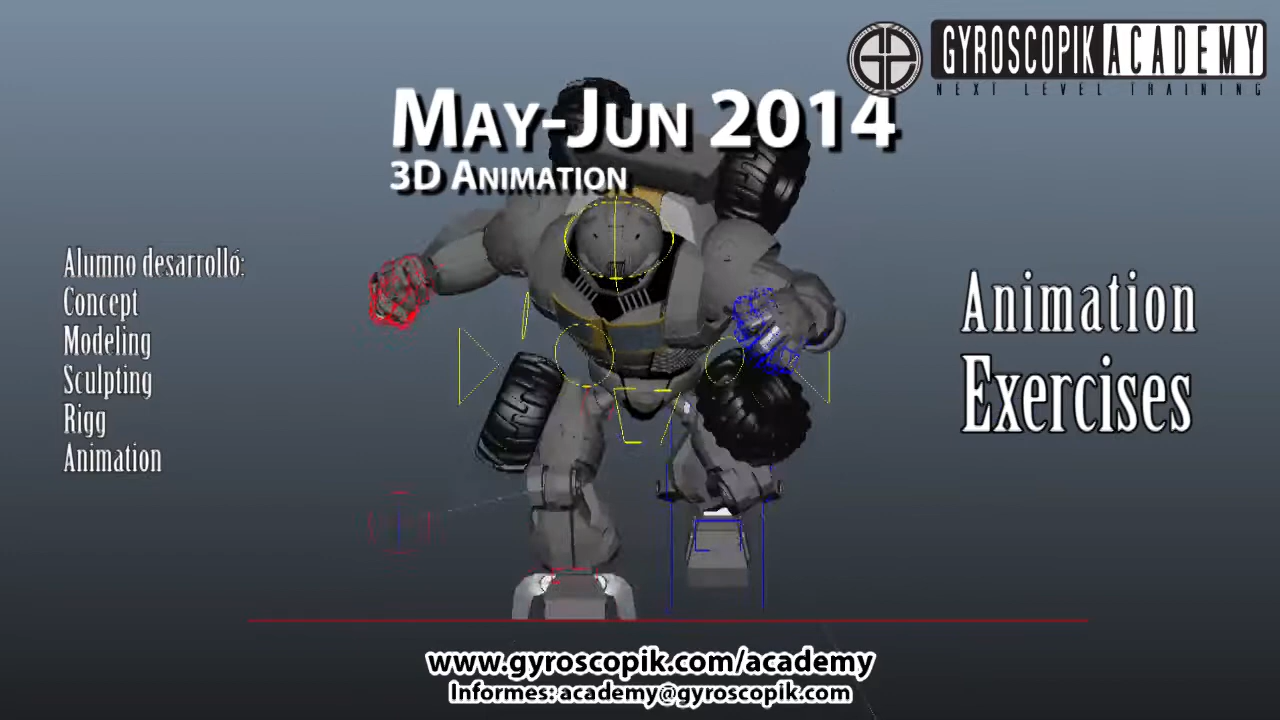 GYROSCOPIK ACADEMY
NEXT LEVEL TRAINING
MAY-JUN 2014
3D ANIMATION
Alumno desarrolló:
Concept
Modeling
Sculpting
Rigg
Animation
Animation
Exercises
www.gyroscopik.com/academy
Informes: academy@gyroscopik.com